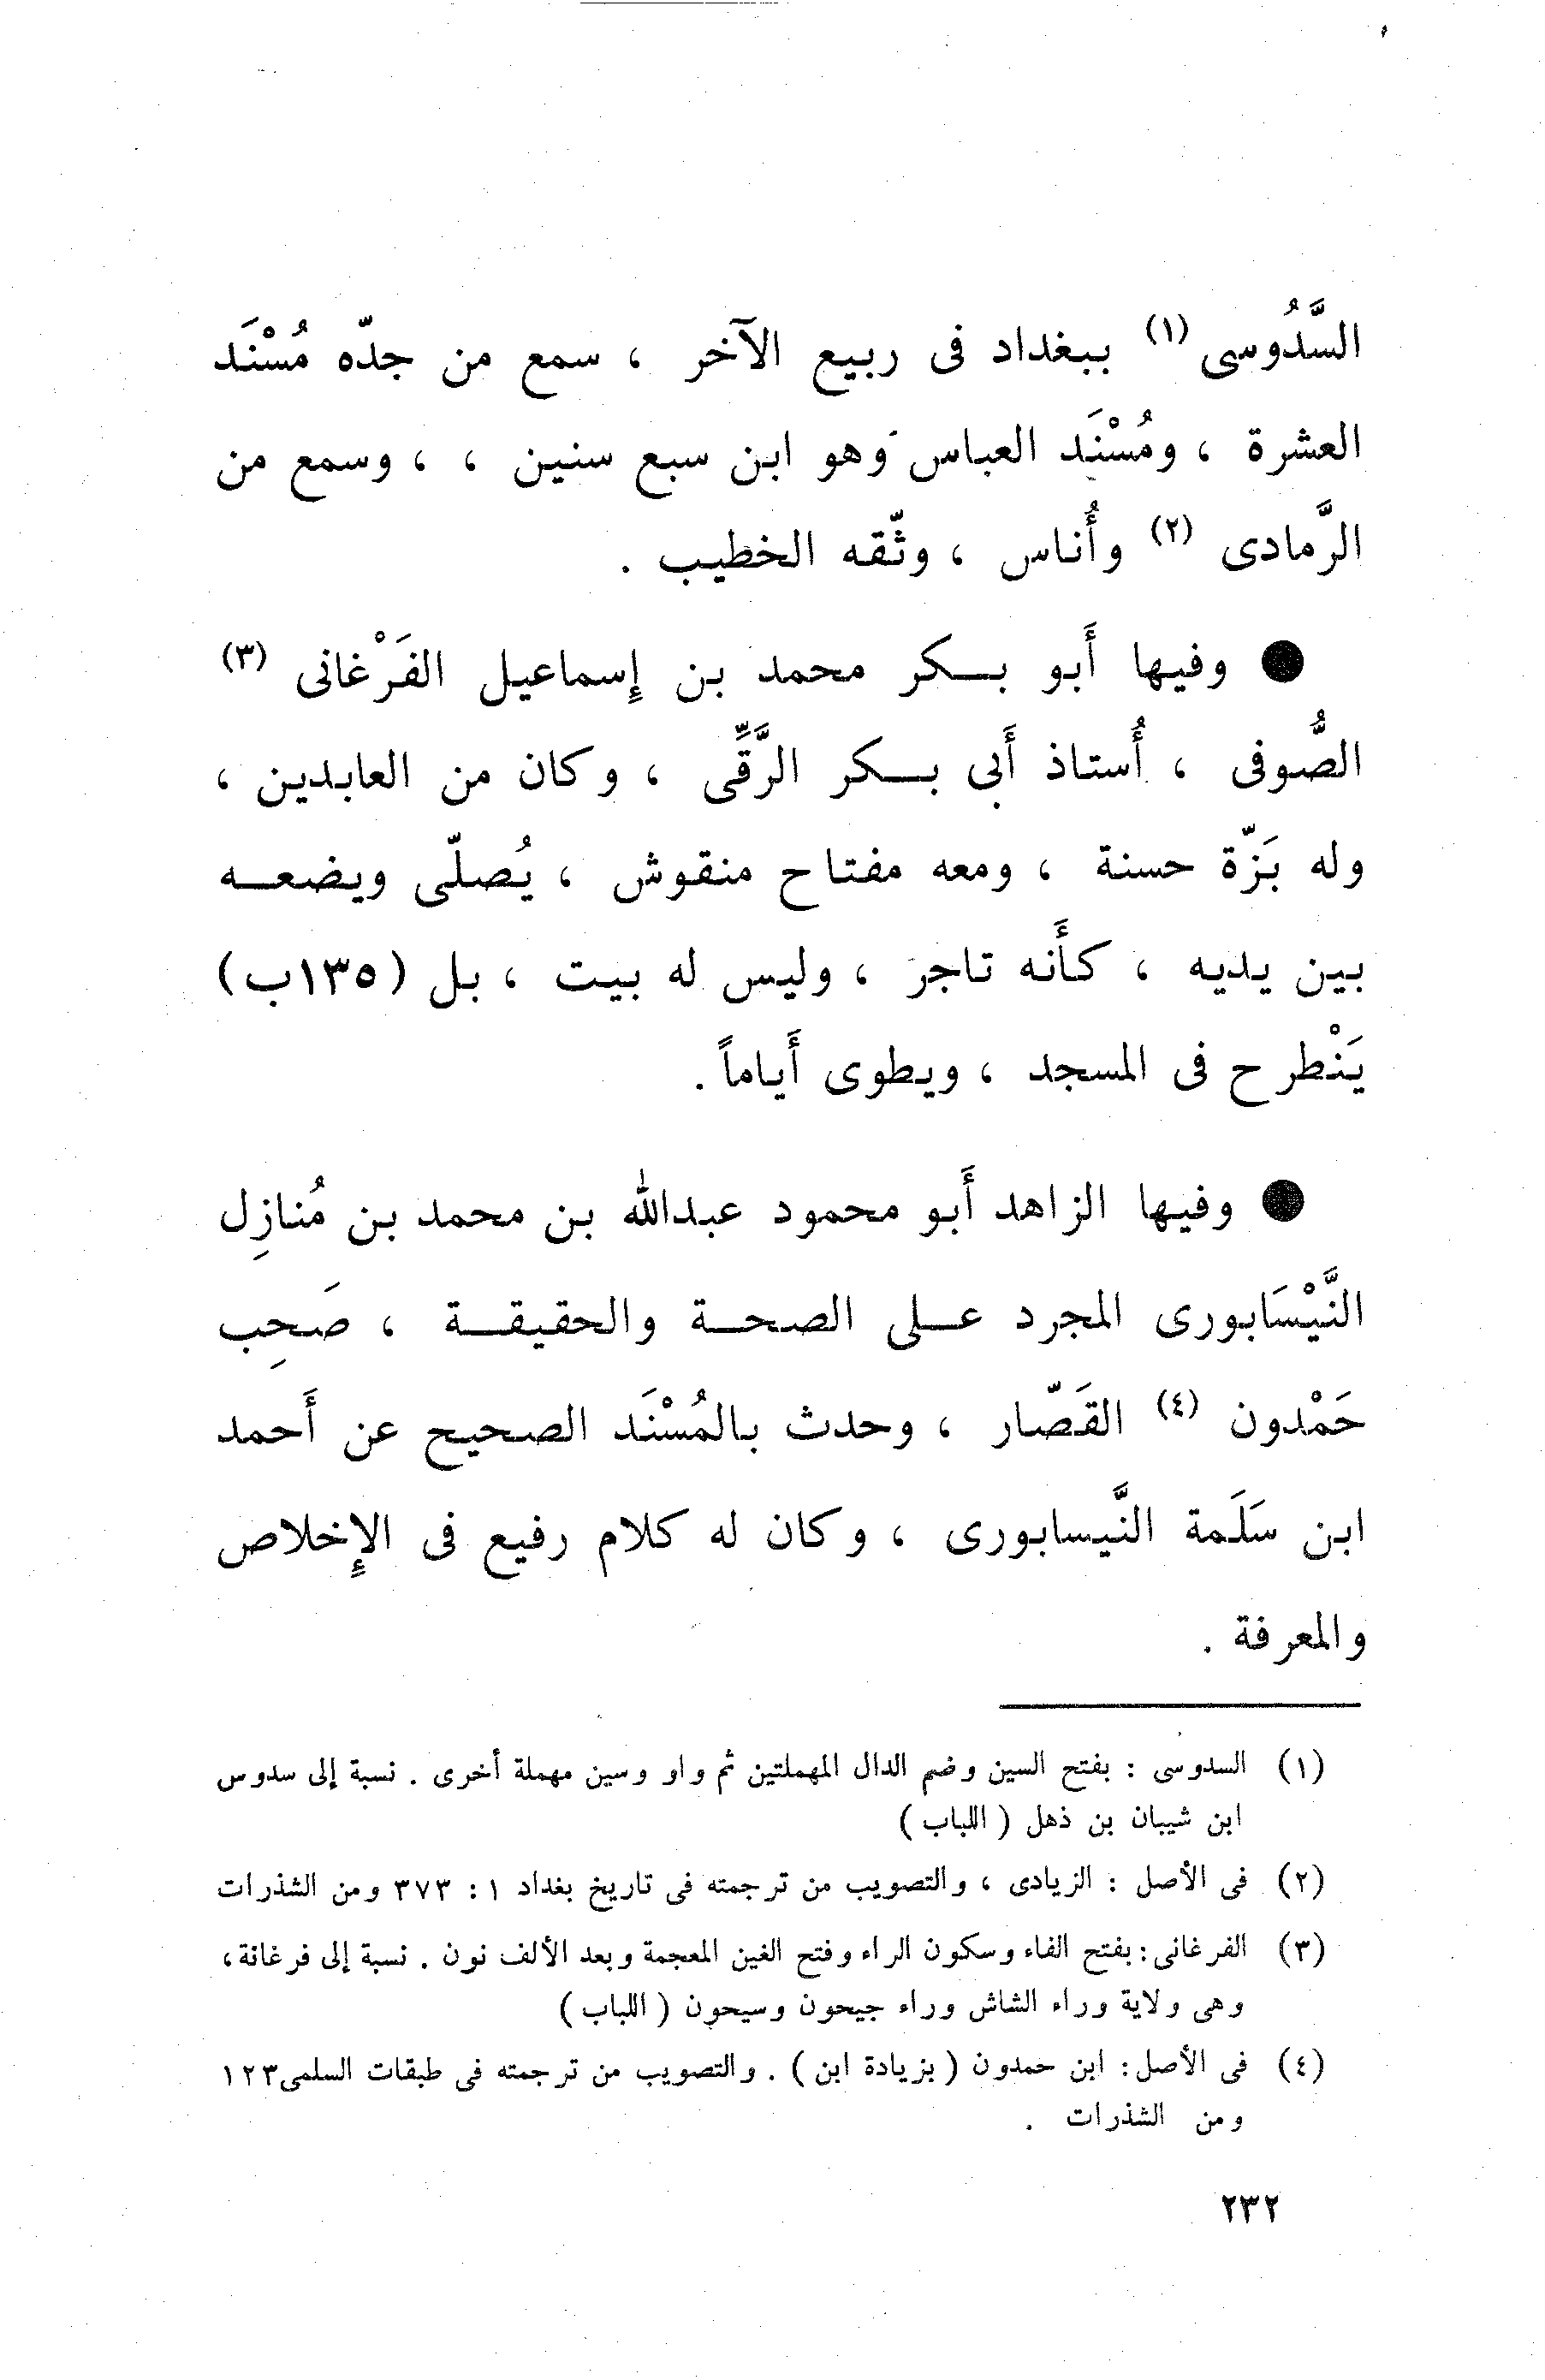 السَّدُوسى (١) ببغداد فى ربيع الآخر ، سمع من جدّه مُسْنَد
العشرة ، ومُسْنَد العباس وهو ابن سبع سنين ، ، وسمع من
الرَّمادى (٢) وأُناس ، وثّقه الخطيب .
● وفيها أَبو بكر محمد بن إِسماعيل الفَرْغانى (٣)
الصُّوفى ، أُستاذ أَبى بكر الرَّقِّى ، وكان من العابدين ،
وله بَزّة حسنة ، ومعه مفتاح منقوش ، يُصلّى ويضعه
بين يديه ، كأَنه تاجر ، وليس له بيت ، بل (١٣٥ب)
يَنْطرح فى المسجد ، ويطوى أَياماً .
● وفيها الزاهد أَبو محمود عبدالله بن محمد بن مُنازِل
النَّيْسَابورى المجرد على الصحة والحقيقة ، صَحِب
حَمْدون (٤) القَصّار ، وحدث بالمُسْنَد الصحيح عن أَحمد
ابن سَلَمة النَّيسابورى ، وكان له كلام رفيع فى الإِخلاص
والمعرفة .
(١) السدوسى : بفتح السين وضم الدال المهملتين ثم واو وسين مهملة أخرى . نسبة إلى سدوس
ابن شيبان بن ذهل ( اللباب )
(٢) فى الأصل : الزيادى ، والتصويب من ترجمته فى تاريخ بغداد ١ : ٣٧٣ ومن الشذرات
(٣) الفرغانى : بفتح الفاء وسكون الراء وفتح الغين المعجمة وبعد الألف نون . نسبة إلى فرغانة ،
وهى ولاية وراء الشاش وراء جيحون وسيحون ( اللباب )
(٤) فى الأصل : ابن حمدون ( بزيادة ابن ) . والتصويب من ترجمته فى طبقات السلمى ١٢٣
ومن الشذرات .
٢٣٢